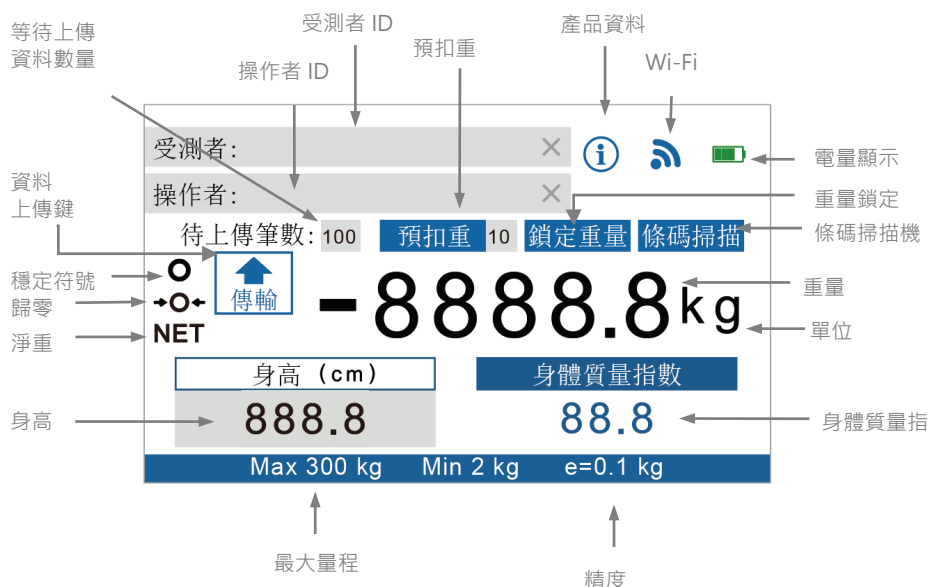 等待上傳
資料數量
受測者 ID
操作者 ID
預扣重
產品資料
Wi-Fi
受測者:
電量顯示
資料
上傳鍵
操作者:
重量鎖定
待上傳筆數: 100
預扣重 10
鎖定重量
條碼掃描
條碼掃描機
穩定符號
歸零
傳輸
-8888.8kg
重量
淨重
NET
單位
身高 (cm)
身體質量指數
身高
888.8
88.8
身體質量指
Max 300 kg Min 2 kg e=0.1 kg
最大量程
精度